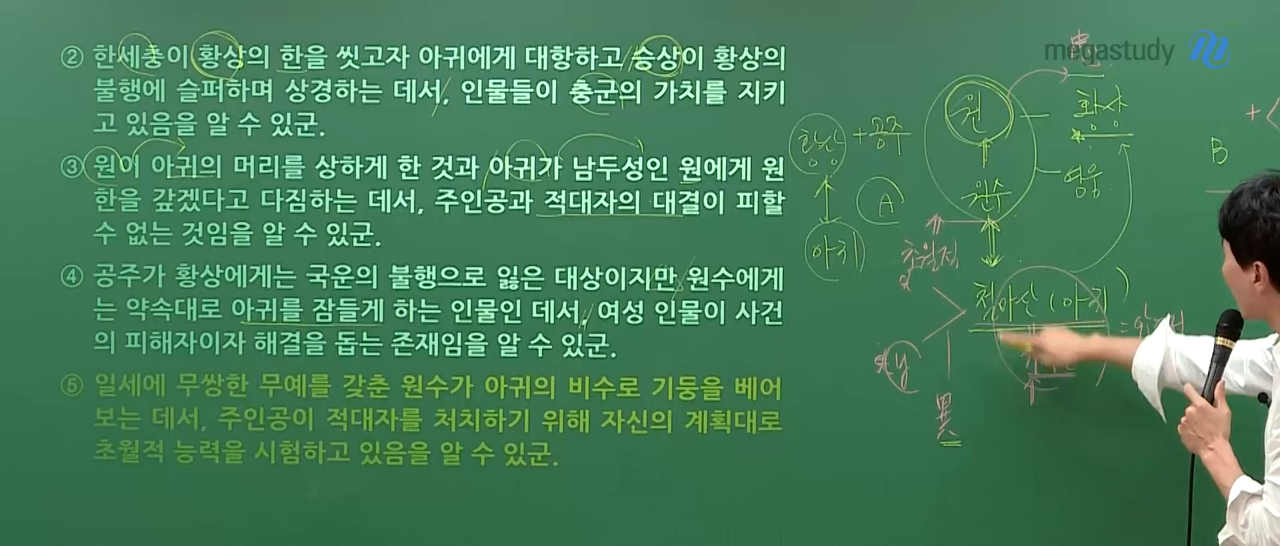 ② 한세충이 황상의 한을 씻고자 아귀에게 대항하고 승상이 황상의
불행에 슬퍼하며 상경하는 데서, 인물들이 충군의 가치를 지키
고 있음을 알 수 있군.
③ 원이 아귀의 머리를 상하게 한 것과 아귀가 남두성인 원에게 원
한을 갚겠다고 다짐하는 데서, 주인공과 적대자의 대결이 피할
수 없는 것임을 알 수 있군.
④ 공주가 황상에게는 국운의 불행으로 잃은 대상이지만 원수에게
는 약속대로 아귀를 잠들게 하는 인물인 데서, 여성 인물이 사건
의 피해자이자 해결을 돕는 존재임을 알 수 있군.
⑤ 일세에 무쌍한 무예를 갖춘 원수가 아귀의 비수로 기둥을 베어
보는 데서, 주인공이 적대자를 처치하기 위해 자신의 계획대로
초월적 능력을 시험하고 있음을 알 수 있군.
megastudy
忠
황상 + 공주
원
황상
B
원수
영웅
A
아귀
초월적
철마산 (아귀)
異